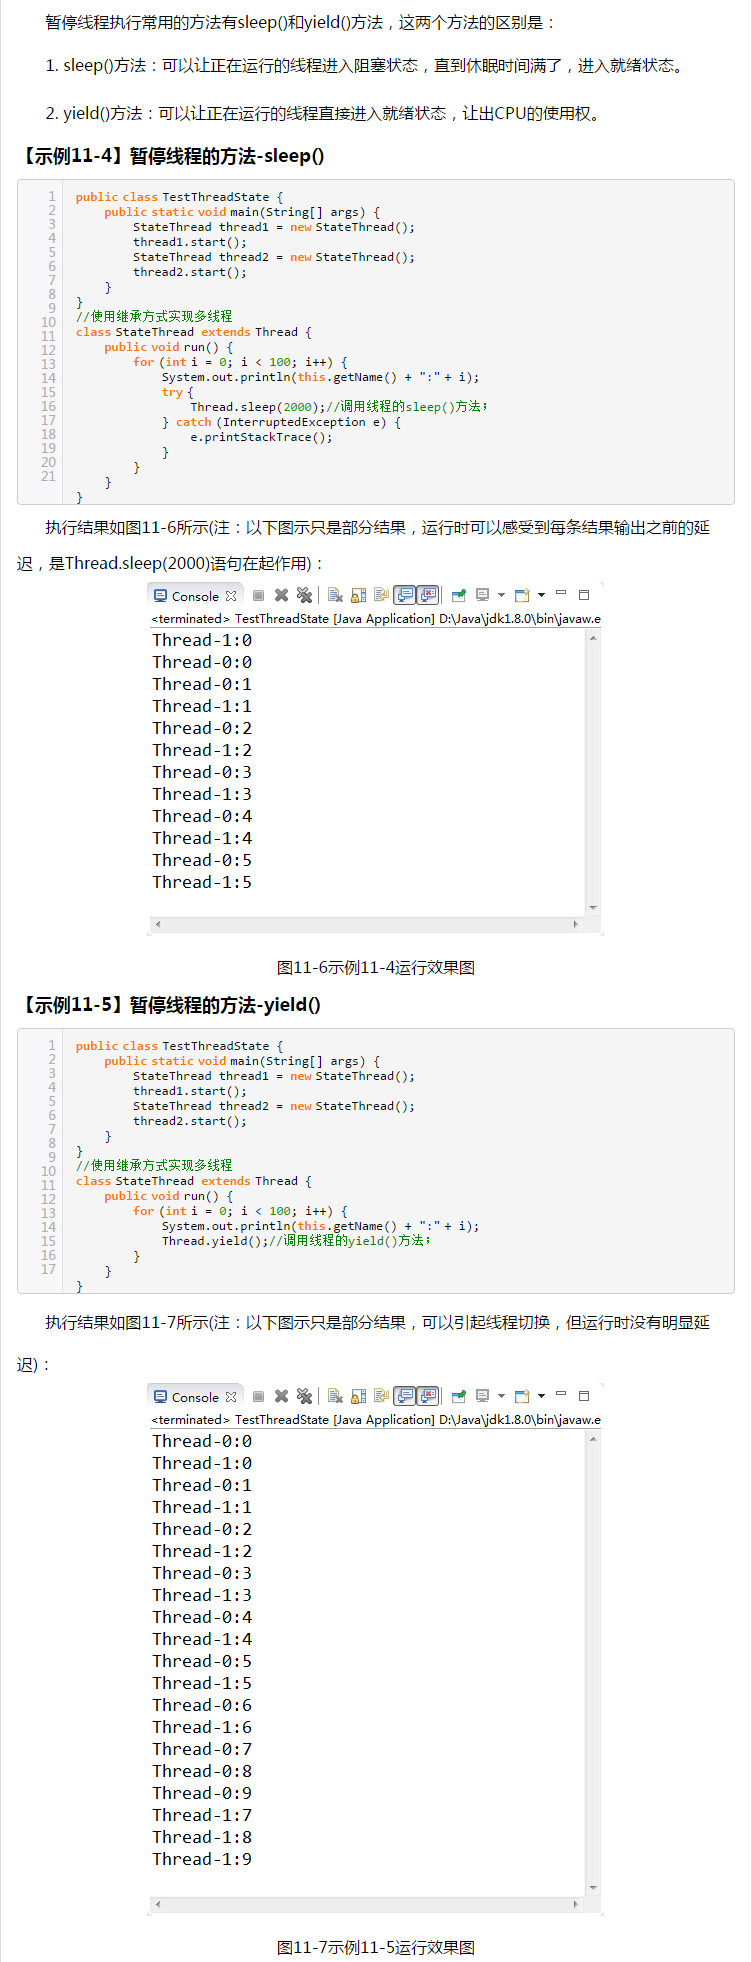 暂停线程执行常用的方法有sleep()和yield()方法，这两个方法的区别是：
1. sleep()方法：可以让正在运行的线程进入阻塞状态，直到休眠时间满了，进入就绪状态。
2. yield()方法：可以让正在运行的线程直接进入就绪状态，让出CPU的使用权。
【示例11-4】暂停线程的方法-sleep()
1 public class TestThreadState {
2     public static void main(String[] args) {
3         StateThread thread1 = new StateThread();
4         thread1.start();
5         StateThread thread2 = new StateThread();
6         thread2.start();
7     }
8 }
9 //使用继承方式实现多线程
10 class StateThread extends Thread {
11     public void run() {
12         for (int i = 0; i < 100; i++) {
13             System.out.println(this.getName() + ":" + i);
14             try {
15                 Thread.sleep(2000);//调用线程的sleep()方法;
16             } catch (InterruptedException e) {
17                 e.printStackTrace();
18             }
19         }
20     }
21 }
执行结果如图11-6所示(注：以下图示只是部分结果，运行时可以感受到每条结果输出之前的延
迟，是Thread.sleep(2000)语句在起作用)：
Console
<terminated> TestThreadState [Java Application] D:\Java\jdk1.8.0\bin\javaw.e
Thread-1:0
Thread-0:0
Thread-0:1
Thread-1:1
Thread-0:2
Thread-1:2
Thread-0:3
Thread-1:3
Thread-0:4
Thread-1:4
Thread-0:5
Thread-1:5
图11-6示例11-4运行效果图
【示例11-5】暂停线程的方法-yield()
1 public class TestThreadState {
2     public static void main(String[] args) {
3         StateThread thread1 = new StateThread();
4         thread1.start();
5         StateThread thread2 = new StateThread();
6         thread2.start();
7     }
8 }
9 //使用继承方式实现多线程
10 class StateThread extends Thread {
11     public void run() {
12         for (int i = 0; i < 100; i++) {
13             System.out.println(this.getName() + ":" + i);
14             Thread.yield();//调用线程的yield()方法;
15         }
16     }
17 }
执行结果如图11-7所示(注：以下图示只是部分结果，可以引起线程切换，但运行时没有明显延
迟)：
Console
<terminated> TestThreadState [Java Application] D:\Java\jdk1.8.0\bin\javaw.e
Thread-0:0
Thread-1:0
Thread-0:1
Thread-1:1
Thread-0:2
Thread-1:2
Thread-0:3
Thread-1:3
Thread-0:4
Thread-1:4
Thread-0:5
Thread-1:5
Thread-0:6
Thread-1:6
Thread-0:7
Thread-0:8
Thread-0:9
Thread-1:7
Thread-1:8
Thread-1:9
图11-7示例11-5运行效果图